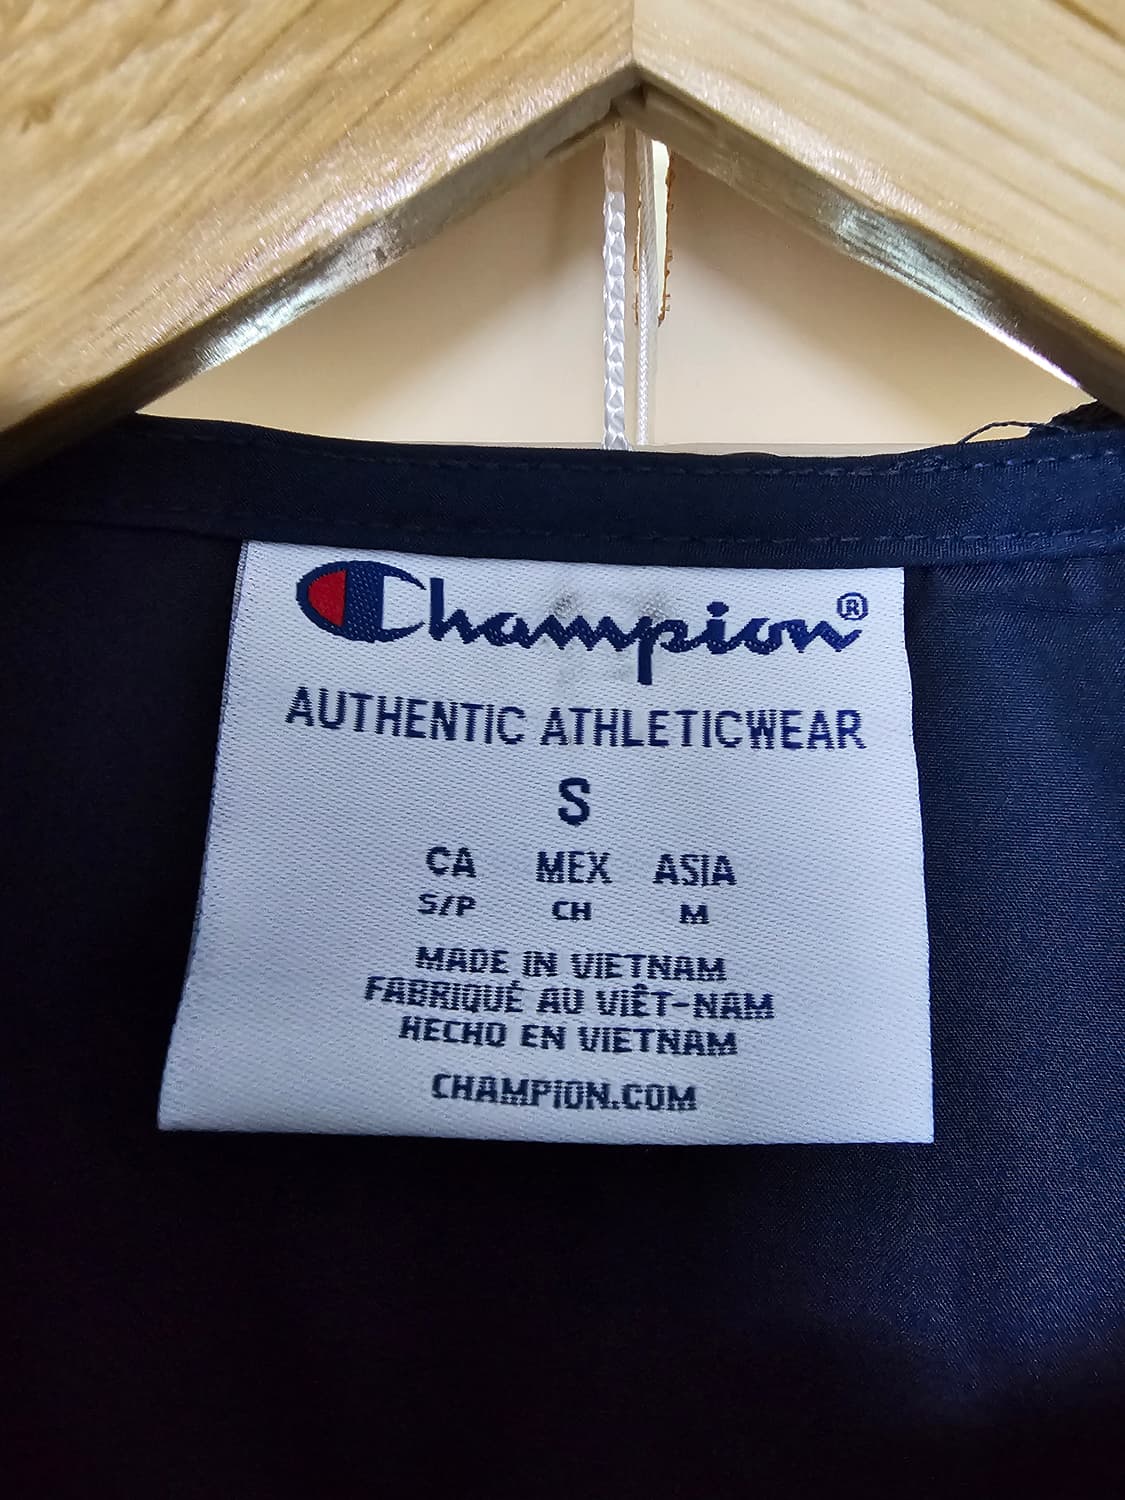 Champion®
AUTHENTIC ATHLETICWEAR
S
CA MEX ASIA
S/P CH M
MADE IN VIETNAM
FABRIQUÉ AU VIÊT-NAM
HECHO EN VIETNAM
CHAMPION.COM